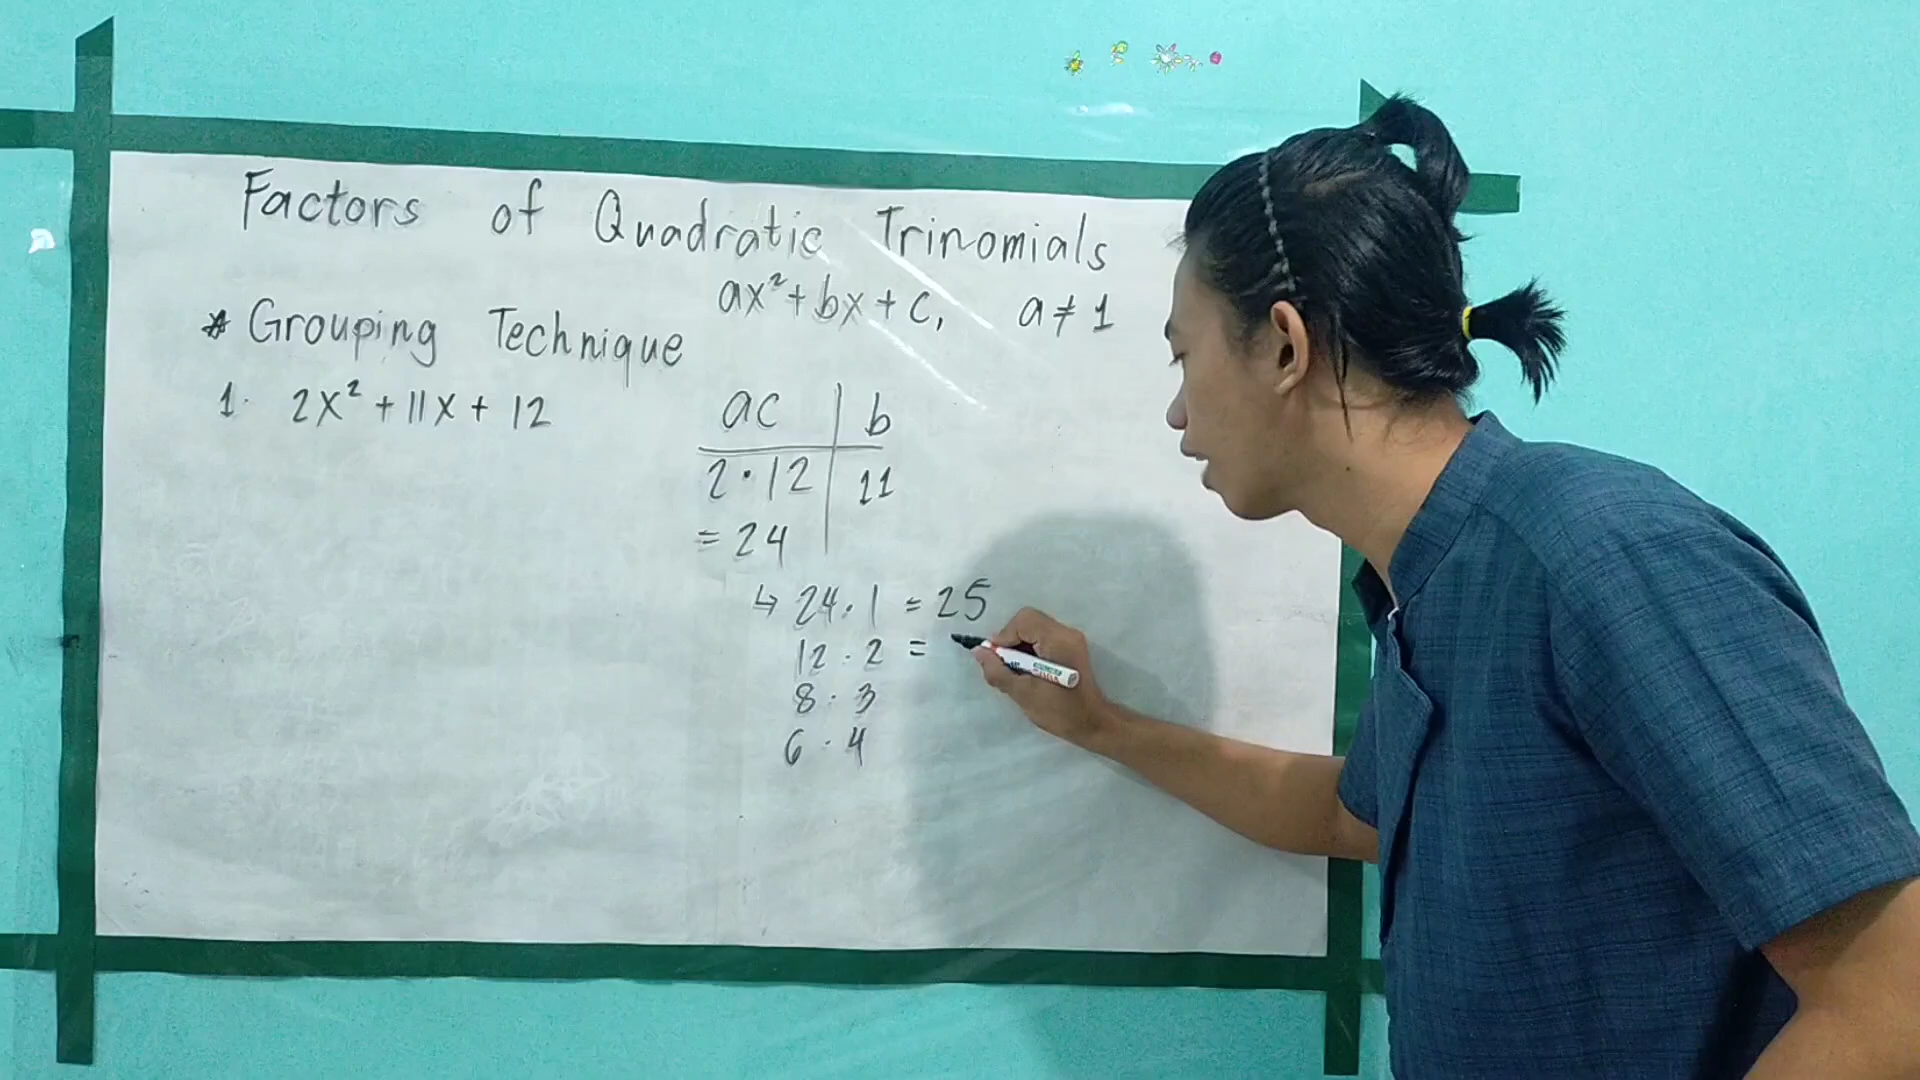 Factors of Quadratic Trinomials
ax²+bx+c, a≠1
* Grouping Technique
1. 2x² + 11x + 12
ac | b
2·12 | 11
= 24
↳ 24·1 = 25
12·2 =
8·3
6·4